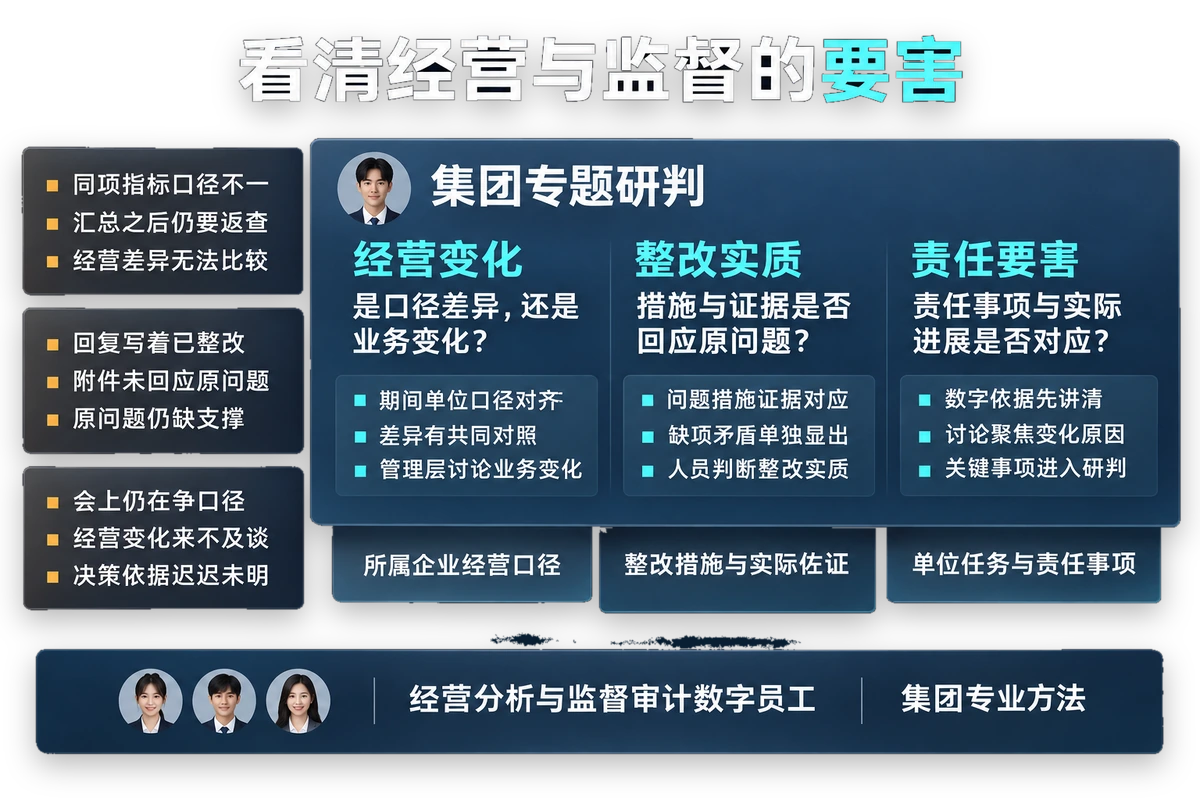 看清经营与监督的要害
同项指标口径不一
汇总之后仍要返查
经营差异无法比较
回复写着已整改
附件未回应原问题
原问题仍缺支撑
会上仍在争口径
经营变化来不及谈
决策依据迟迟未明
集团专题研判
经营变化
是口径差异，还是
业务变化？
期间单位口径对齐
差异有共同对照
管理层讨论业务变化
整改实质
措施与证据是否
回应原问题？
问题措施证据对应
缺项矛盾单独显出
人员判断整改实质
责任要害
责任事项与实际
进展是否对应？
数字依据先讲清
讨论聚焦变化原因
关键事项进入研判
所属企业经营口径
整改措施与实际佐证
单位任务与责任事项
经营分析与监督审计数字员工
集团专业方法